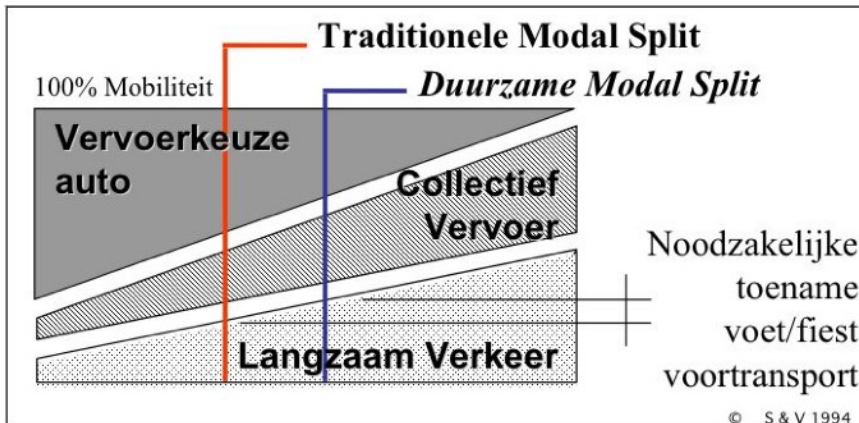 Traditionele Modal Split
100% Mobiliteit
Duurzame Modal Split
Vervoerkeuze
auto
Collectief
Vervoer
Noodzakelijke
toename
voet/fiest
voortransport
Langzaam Verkeer
© S & V 1994